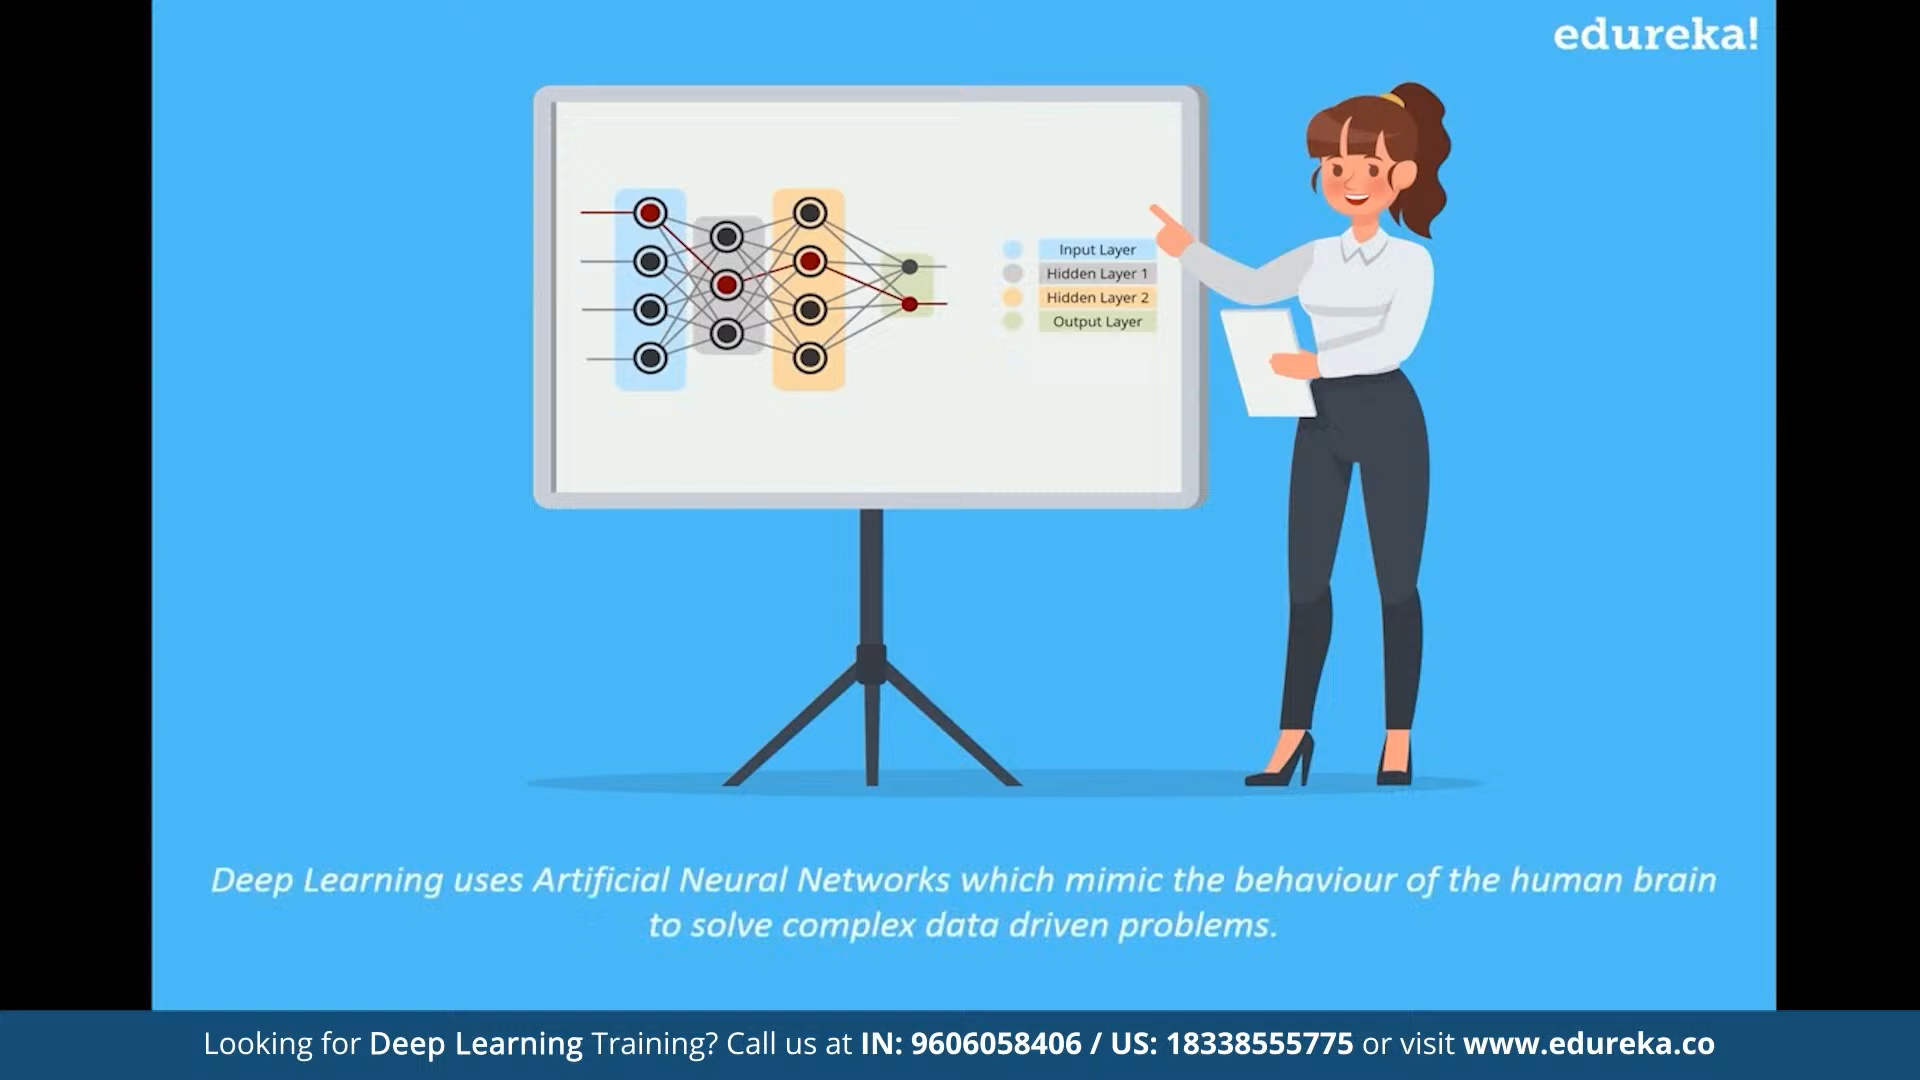 edureka!
Input Layer
Hidden Layer 1
Hidden Layer 2
Output Layer
Deep Learning uses Artificial Neural Networks which mimic the behaviour of the human brain
to solve complex data driven problems.
Looking for Deep Learning Training? Call us at IN: 9606058406 / US: 18338555775 or visit www.edureka.co